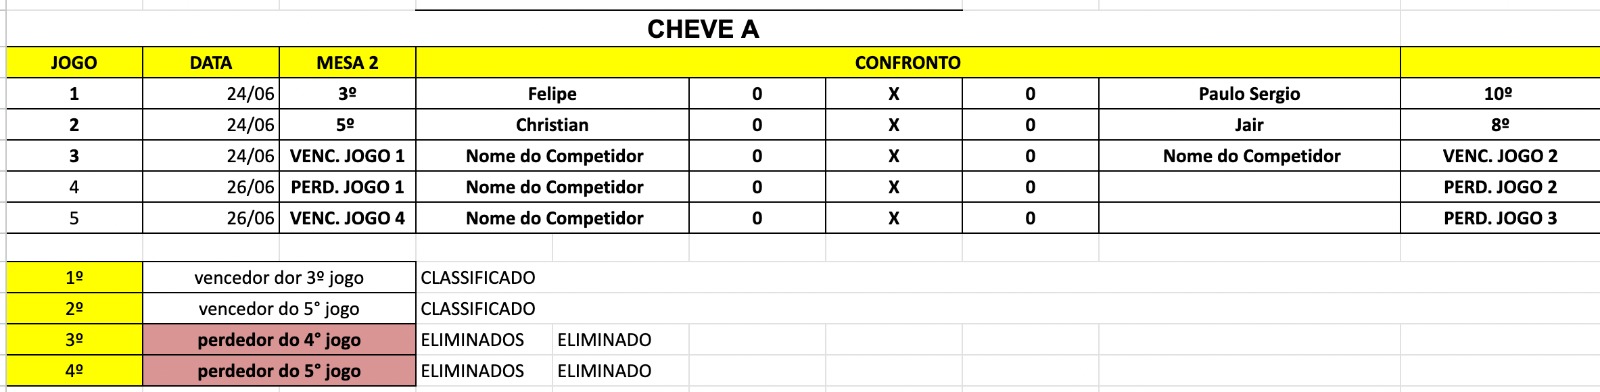 CHEVE A
JOGO DATA MESA 2 CONFRONTO
1 24/06 3º Felipe 0 X 0 Paulo Sergio 10º
2 24/06 5º Christian 0 X 0 Jair 8º
3 24/06 VENC. JOGO 1 Nome do Competidor 0 X 0 Nome do Competidor VENC. JOGO 2
4 26/06 PERD. JOGO 1 Nome do Competidor 0 X 0 PERD. JOGO 2
5 26/06 VENC. JOGO 4 Nome do Competidor 0 X 0 PERD. JOGO 3
1º vencedor dor 3º jogo CLASSIFICADO
2º vencedor do 5° jogo CLASSIFICADO
3º perdedor do 4° jogo ELIMINADOS ELIMINADO
4º perdedor do 5° jogo ELIMINADOS ELIMINADO